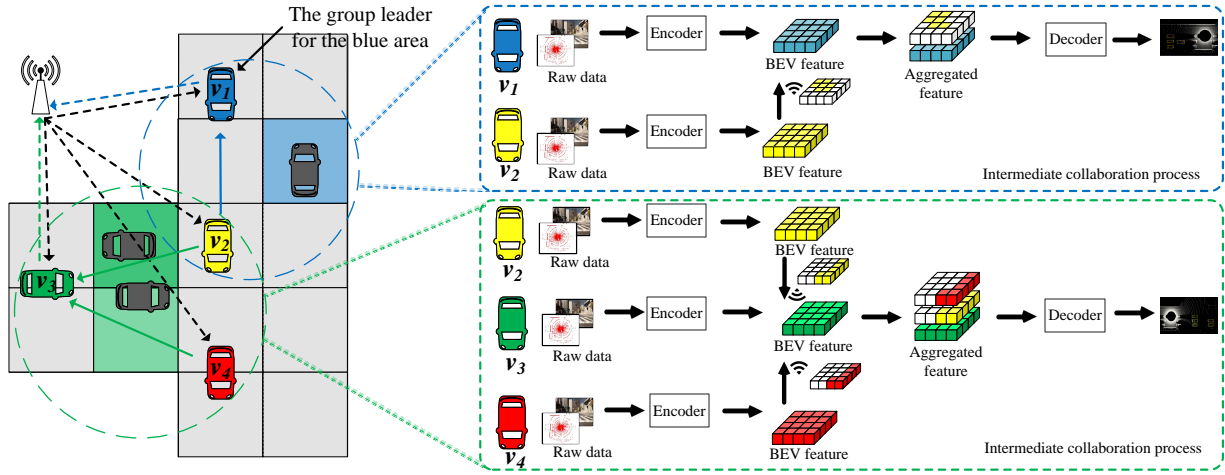 The group leader
for the blue area
v1
v2
v3
v4
v1
Raw data
Encoder
BEV feature
Aggregated
feature
Decoder
v2
Raw data
Encoder
BEV feature
Intermediate collaboration process
v2
Raw data
Encoder
BEV feature
v3
Raw data
Encoder
BEV feature
Aggregated
feature
Decoder
v4
Raw data
Encoder
BEV feature
Intermediate collaboration process